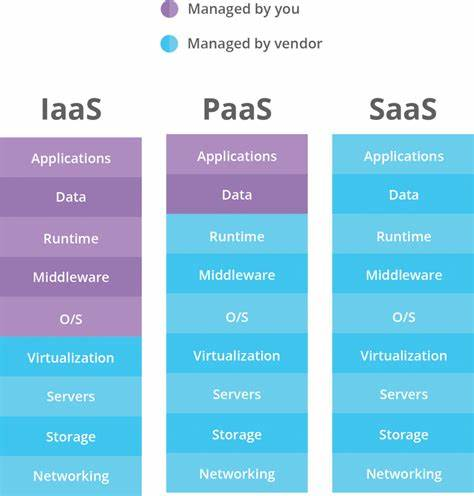 Managed by you
Managed by vendor
IaaS
Applications
Data
Runtime
Middleware
O/S
Virtualization
Servers
Storage
Networking
PaaS
Applications
Data
Runtime
Middleware
O/S
Virtualization
Servers
Storage
Networking
SaaS
Applications
Data
Runtime
Middleware
O/S
Virtualization
Servers
Storage
Networking